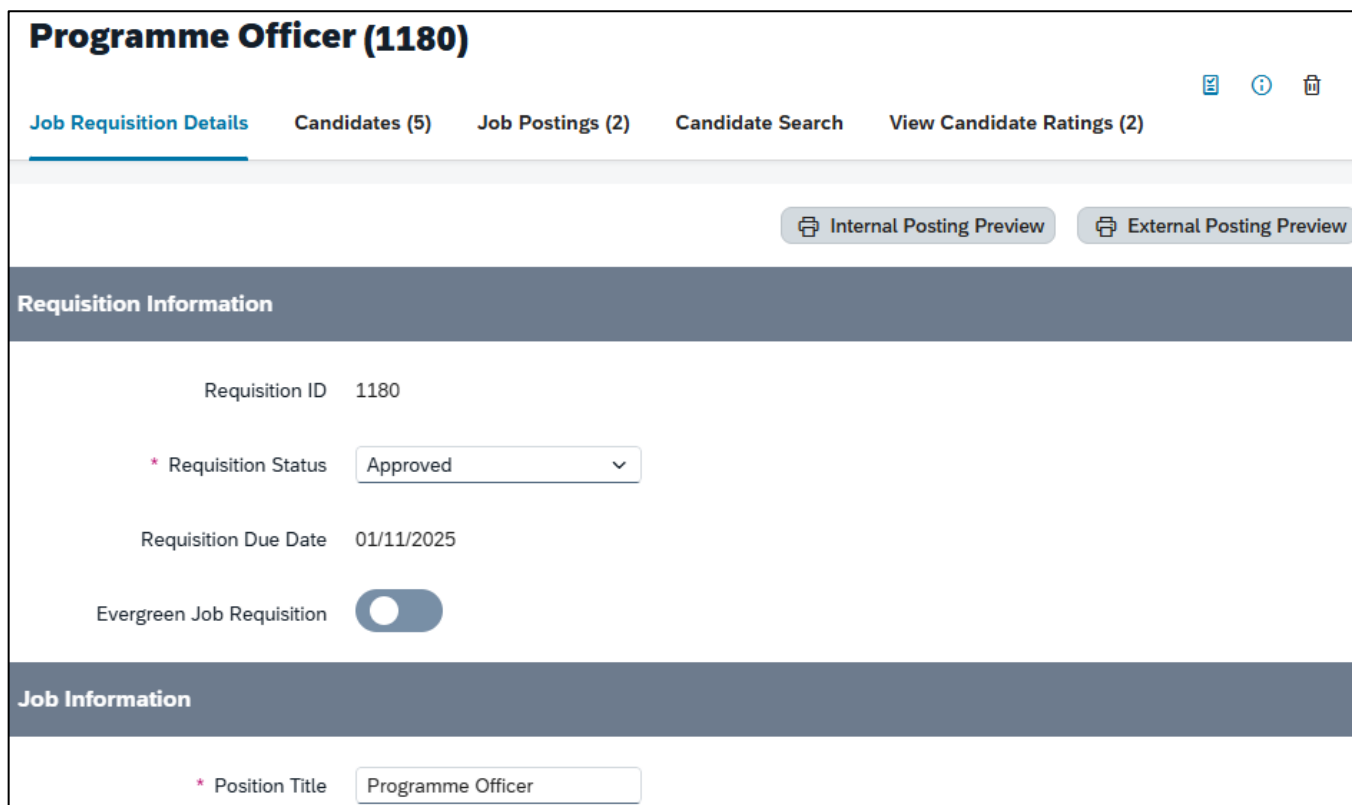 Programme Officer (1180)
Job Requisition Details Candidates (5) Job Postings (2) Candidate Search View Candidate Ratings (2)
Internal Posting Preview External Posting Preview
Requisition Information
Requisition ID 1180
* Requisition Status Approved
Requisition Due Date 01/11/2025
Evergreen Job Requisition
Job Information
* Position Title Programme Officer